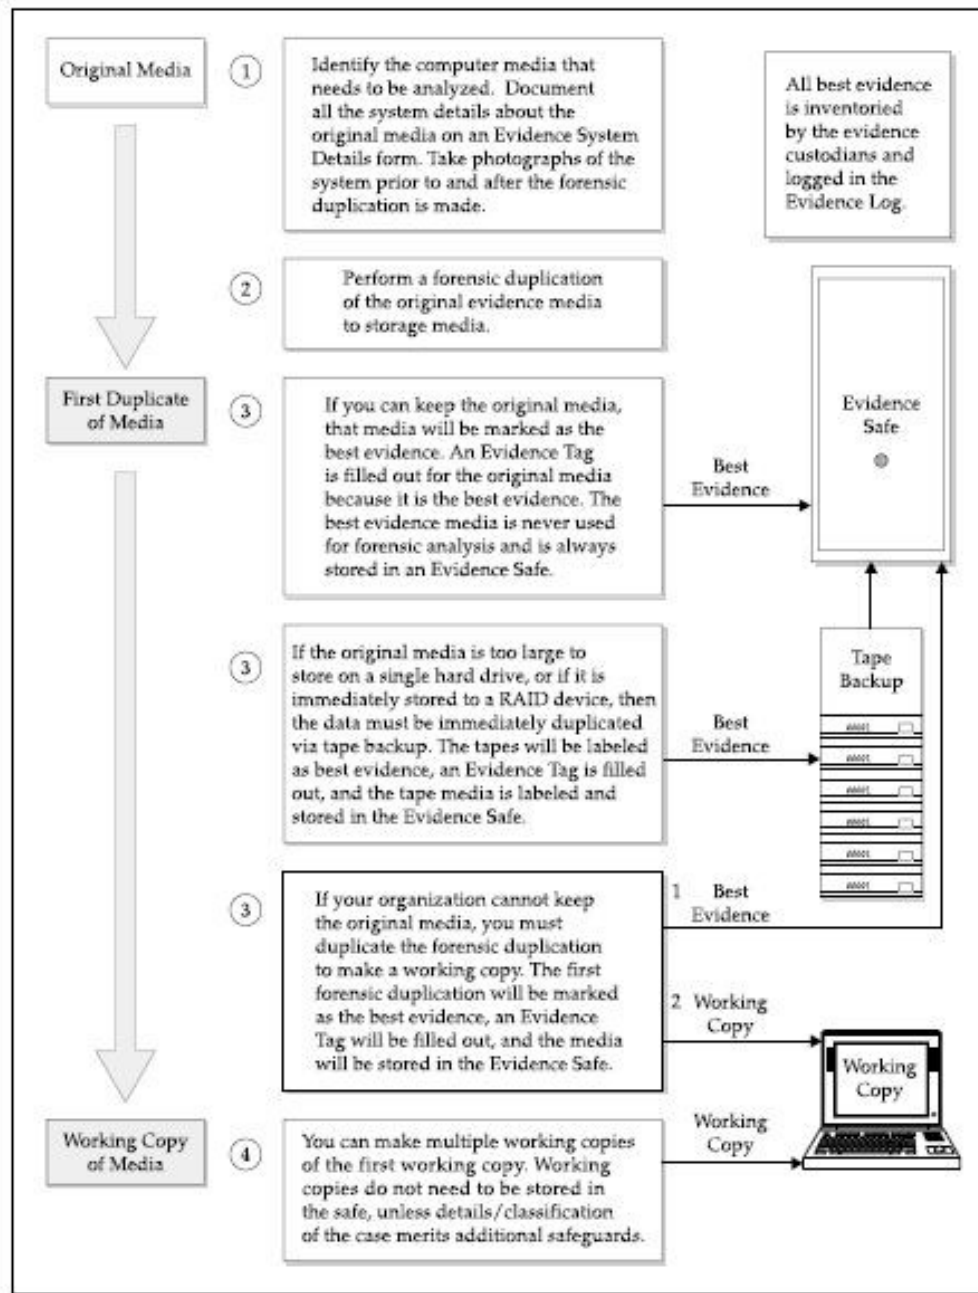 Original Media
1
Identify the computer media that
needs to be analyzed. Document
all the system details about the
original media on an Evidence System
Details form. Take photographs of the
system prior to and after the forensic
duplication is made.
All best evidence
is inventoried
by the evidence
custodians and
logged in the
Evidence Log.
2
Perform a forensic duplication
of the original evidence media
to storage media.
First Duplicate
of Media
3
If you can keep the original media,
that media will be marked as the
best evidence. An Evidence Tag
is filled out for the original media
because it is the best evidence. The
best evidence media is never used
for forensic analysis and is always
stored in an Evidence Safe.
Best
Evidence
Evidence
Safe
3
If the original media is too large to
store on a single hard drive, or if it is
immediately stored to a RAID device, then
the data must be immediately duplicated
via tape backup. The tapes will be labeled
as best evidence, an Evidence Tag is filled
out, and the tape media is labeled and
stored in the Evidence Safe.
Best
Evidence
Tape
Backup
3
If your organization cannot keep
the original media, you must
duplicate the forensic duplication
to make a working copy. The first
forensic duplication will be marked
as the best evidence, an Evidence
Tag will be filled out, and the media
will be stored in the Evidence Safe.
1 Best
Evidence
2 Working
Copy
Working
Copy
Working Copy
of Media
4
You can make multiple working copies
of the first working copy. Working
copies do not need to be stored in
the safe, unless details/classification
of the case merits additional safeguards.
Working
Copy